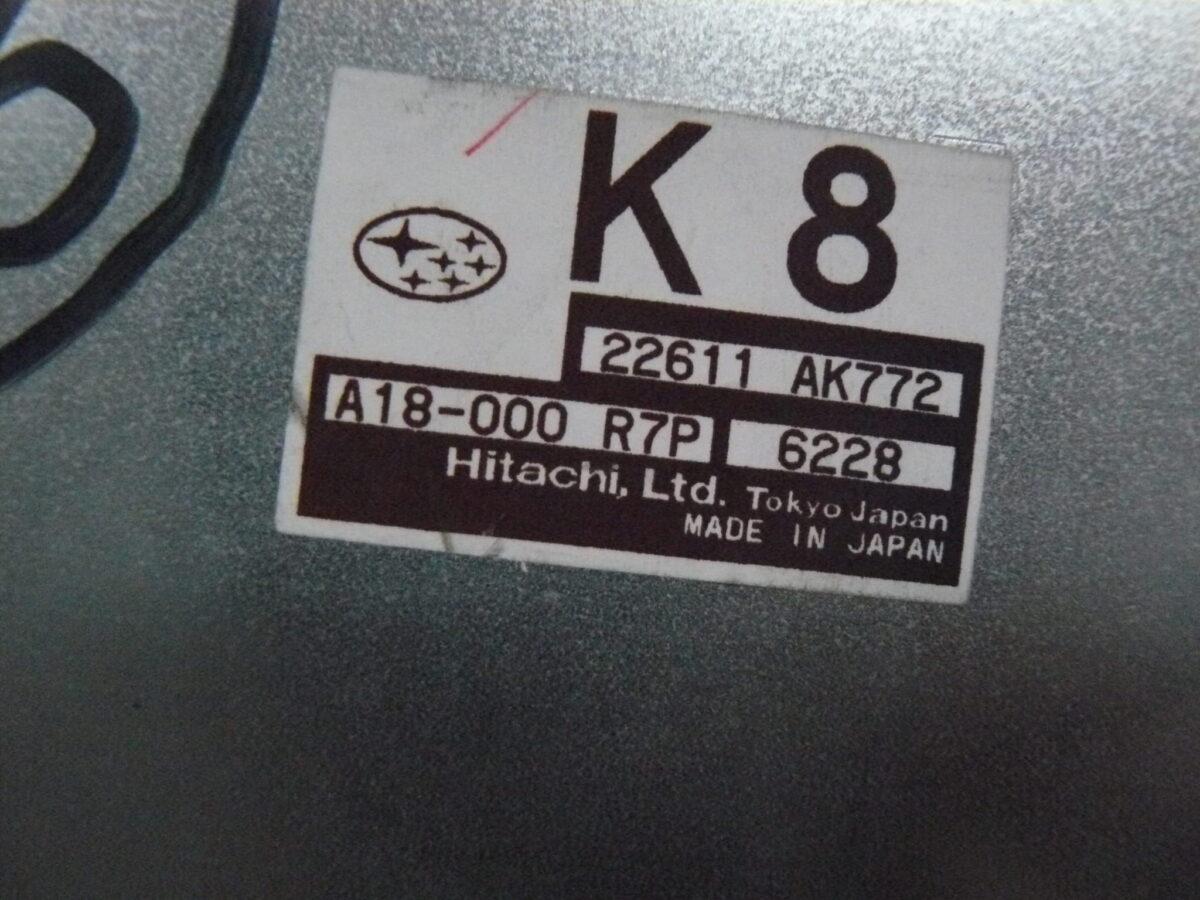 K 8
22611 AK772
A18-000 R7P 6228
Hitachi, Ltd. Tokyo Japan
MADE IN JAPAN